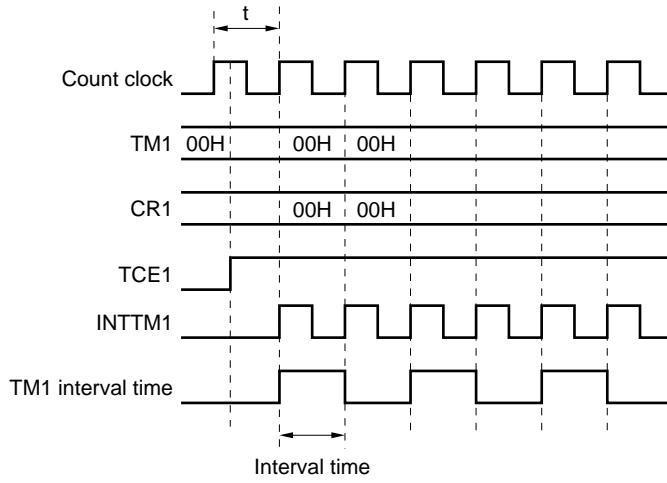 t
Count clock
TM1 00H 00H 00H
CR1 00H 00H
TCE1
INTTM1
TM1 interval time
Interval time